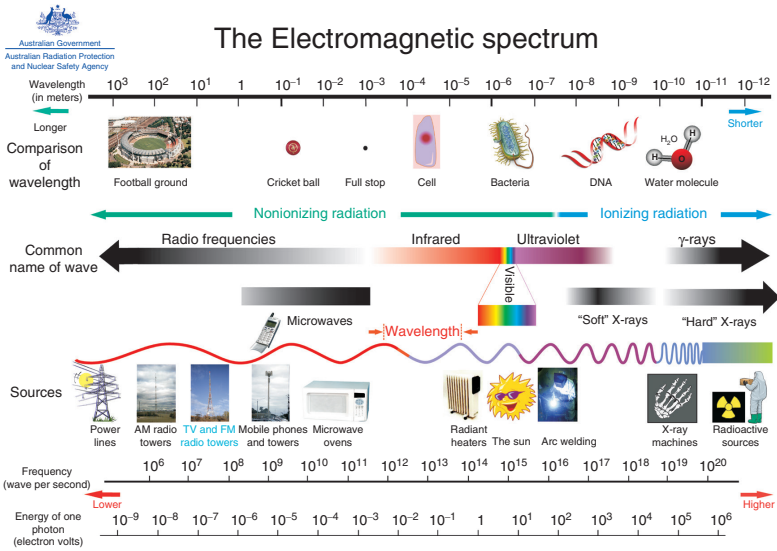 Australian Government
Australian Radiation Protection
and Nuclear Safety Agency
The Electromagnetic spectrum
Wavelength
(in meters)
10³ 10² 10¹ 1 10⁻¹ 10⁻² 10⁻³ 10⁻⁴ 10⁻⁵ 10⁻⁶ 10⁻⁷ 10⁻⁸ 10⁻⁹ 10⁻¹⁰ 10⁻¹¹ 10⁻¹²
Longer
Shorter
Comparison
of
wavelength
H₂O
H H
O
Football ground
Cricket ball
Full stop
Cell
Bacteria
DNA
Water molecule
Nonionizing radiation
Ionizing radiation
Common
name of wave
Radio frequencies
Infrared
Visible
Ultraviolet
γ-rays
Microwaves
"Soft" X-rays
"Hard" X-rays
Wavelength
Sources
Power
lines
AM radio
towers
TV and FM
radio towers
Mobile phones
and towers
Microwave
ovens
Radiant
heaters
The sun
Arc welding
X-ray
machines
Radioactive
sources
Frequency
(wave per second)
10⁶ 10⁷ 10⁸ 10⁹ 10¹⁰ 10¹¹ 10¹² 10¹³ 10¹⁴ 10¹⁵ 10¹⁶ 10¹⁷ 10¹⁸ 10¹⁹ 10²⁰
Lower
Higher
Energy of one
photon
(electron volts)
10⁻⁹ 10⁻⁸ 10⁻⁷ 10⁻⁶ 10⁻⁵ 10⁻⁴ 10⁻³ 10⁻² 10⁻¹ 1 10¹ 10² 10³ 10⁴ 10⁵ 10⁶